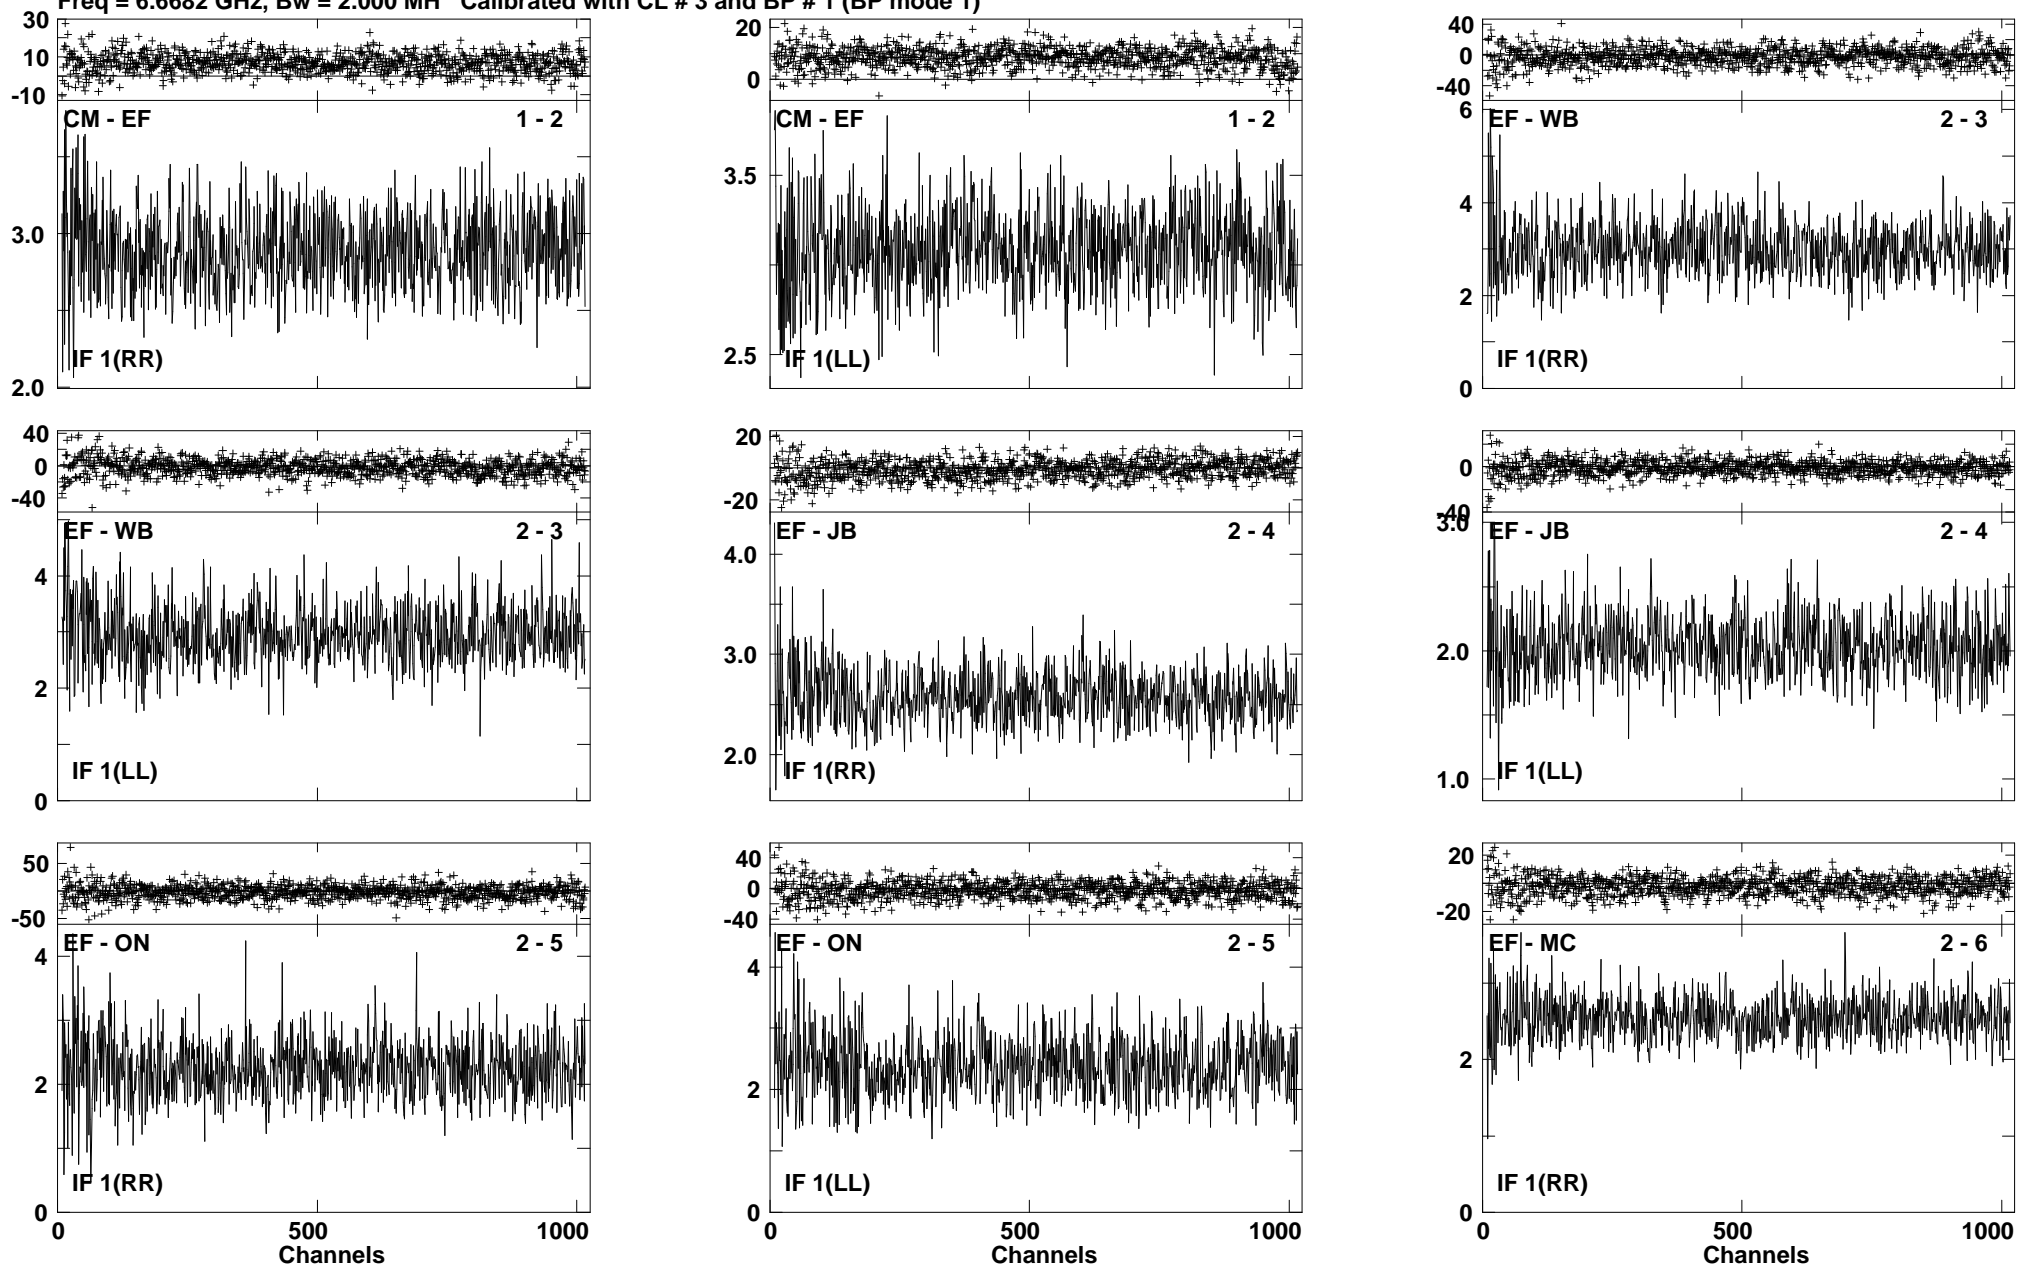 Freq = 6.6682 GHz, Bw = 2.000 MH Calibrated with CL # 3 and BP # 1 (BP mode 1)
30
10
-10
CM - EF 1 - 2
3.0
IF 1(RR)
2.0
20
0
CM - EF 1 - 2
3.5
2.5
IF 1(LL)
40
0
-40
6
EF - WB 2 - 3
4
2
IF 1(RR)
0
40
0
-40
EF - WB 2 - 3
4
2
IF 1(LL)
0
20
-20
EF - JB 2 - 4
4.0
3.0
2.0
IF 1(RR)
0
-40
3.0
EF - JB 2 - 4
2.0
1.0
IF 1(LL)
50
-50
EF - ON 2 - 5
4
2
IF 1(RR)
0
0 500 1000
Channels
40
0
-40
EF - ON 2 - 5
4
2
IF 1(LL)
0
0 500 1000
Channels
20
-20
EF - MC 2 - 6
2
IF 1(RR)
0
0 500 1000
Channels